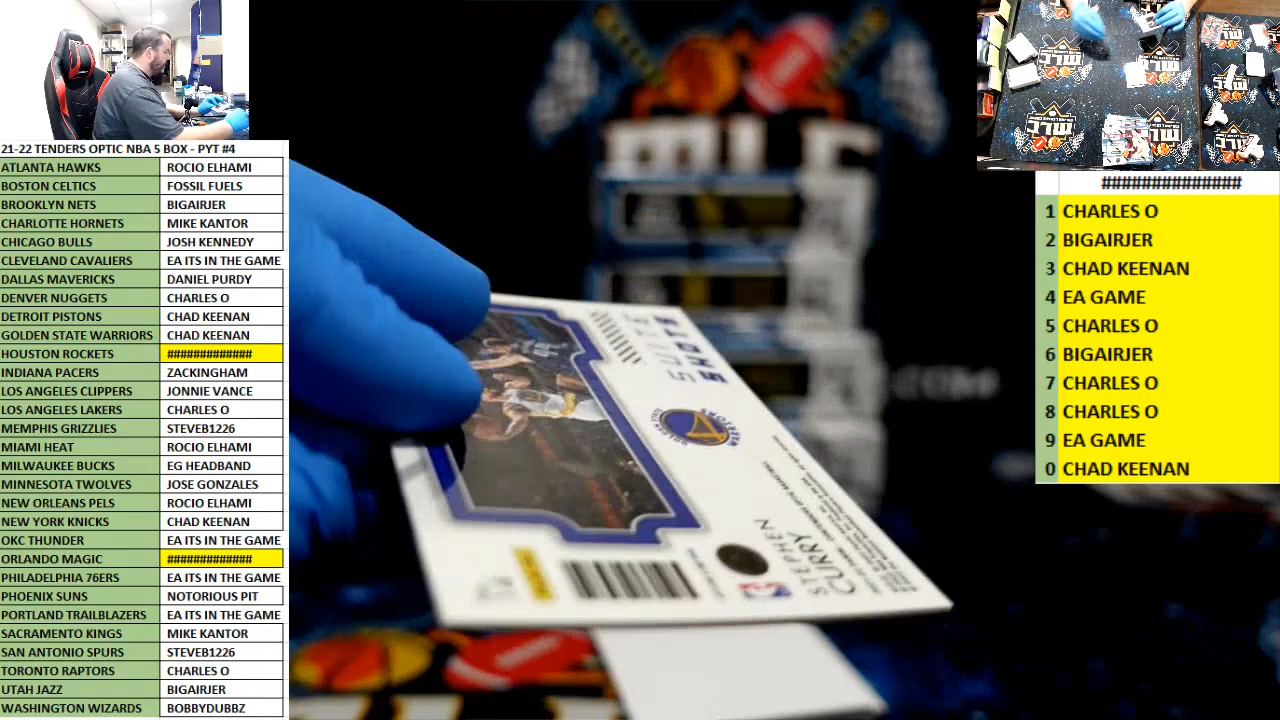 21-22 TENDERS OPTIC NBA 5 BOX - PYT #4
ATLANTA HAWKS ROCIO ELHAMI
BOSTON CELTICS FOSSIL FUELS
BROOKLYN NETS BIGAIRJER
CHARLOTTE HORNETS MIKE KANTOR
CHICAGO BULLS JOSH KENNEDY
CLEVELAND CAVALIERS EA ITS IN THE GAME
DALLAS MAVERICKS DANIEL PURDY
DENVER NUGGETS CHARLES O
DETROIT PISTONS CHAD KEENAN
GOLDEN STATE WARRIORS CHAD KEENAN
HOUSTON ROCKETS #############
INDIANA PACERS ZACKINGHAM
LOS ANGELES CLIPPERS JONNIE VANCE
LOS ANGELES LAKERS CHARLES O
MEMPHIS GRIZZLIES STEVEB1226
MIAMI HEAT ROCIO ELHAMI
MILWAUKEE BUCKS EG HEADBAND
MINNESOTA TWOLVES JOSE GONZALES
NEW ORLEANS PELS ROCIO ELHAMI
NEW YORK KNICKS CHAD KEENAN
OKC THUNDER EA ITS IN THE GAME
ORLANDO MAGIC #############
PHILADELPHIA 76ERS EA ITS IN THE GAME
PHOENIX SUNS NOTORIOUS PIT
PORTLAND TRAILBLAZERS EA ITS IN THE GAME
SACRAMENTO KINGS MIKE KANTOR
SAN ANTONIO SPURS STEVEB1226
TORONTO RAPTORS CHARLES O
UTAH JAZZ BIGAIRJER
WASHINGTON WIZARDS BOBBYDUBBZ
MLC
STEPHEN
CURRY
##############
1 CHARLES O
2 BIGAIRJER
3 CHAD KEENAN
4 EA GAME
5 CHARLES O
6 BIGAIRJER
7 CHARLES O
8 CHARLES O
9 EA GAME
0 CHAD KEENAN